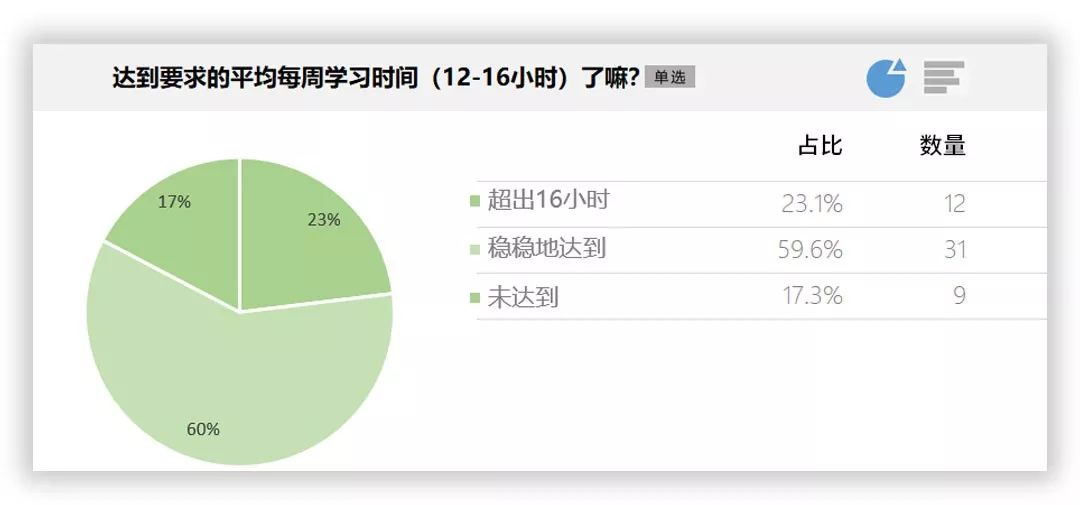 达到要求的平均每周学习时间（12-16小时）了嘛? 单选
占比 数量
超出16小时 23.1% 12
稳稳地达到 59.6% 31
未达到 17.3% 9
17%
23%
60%